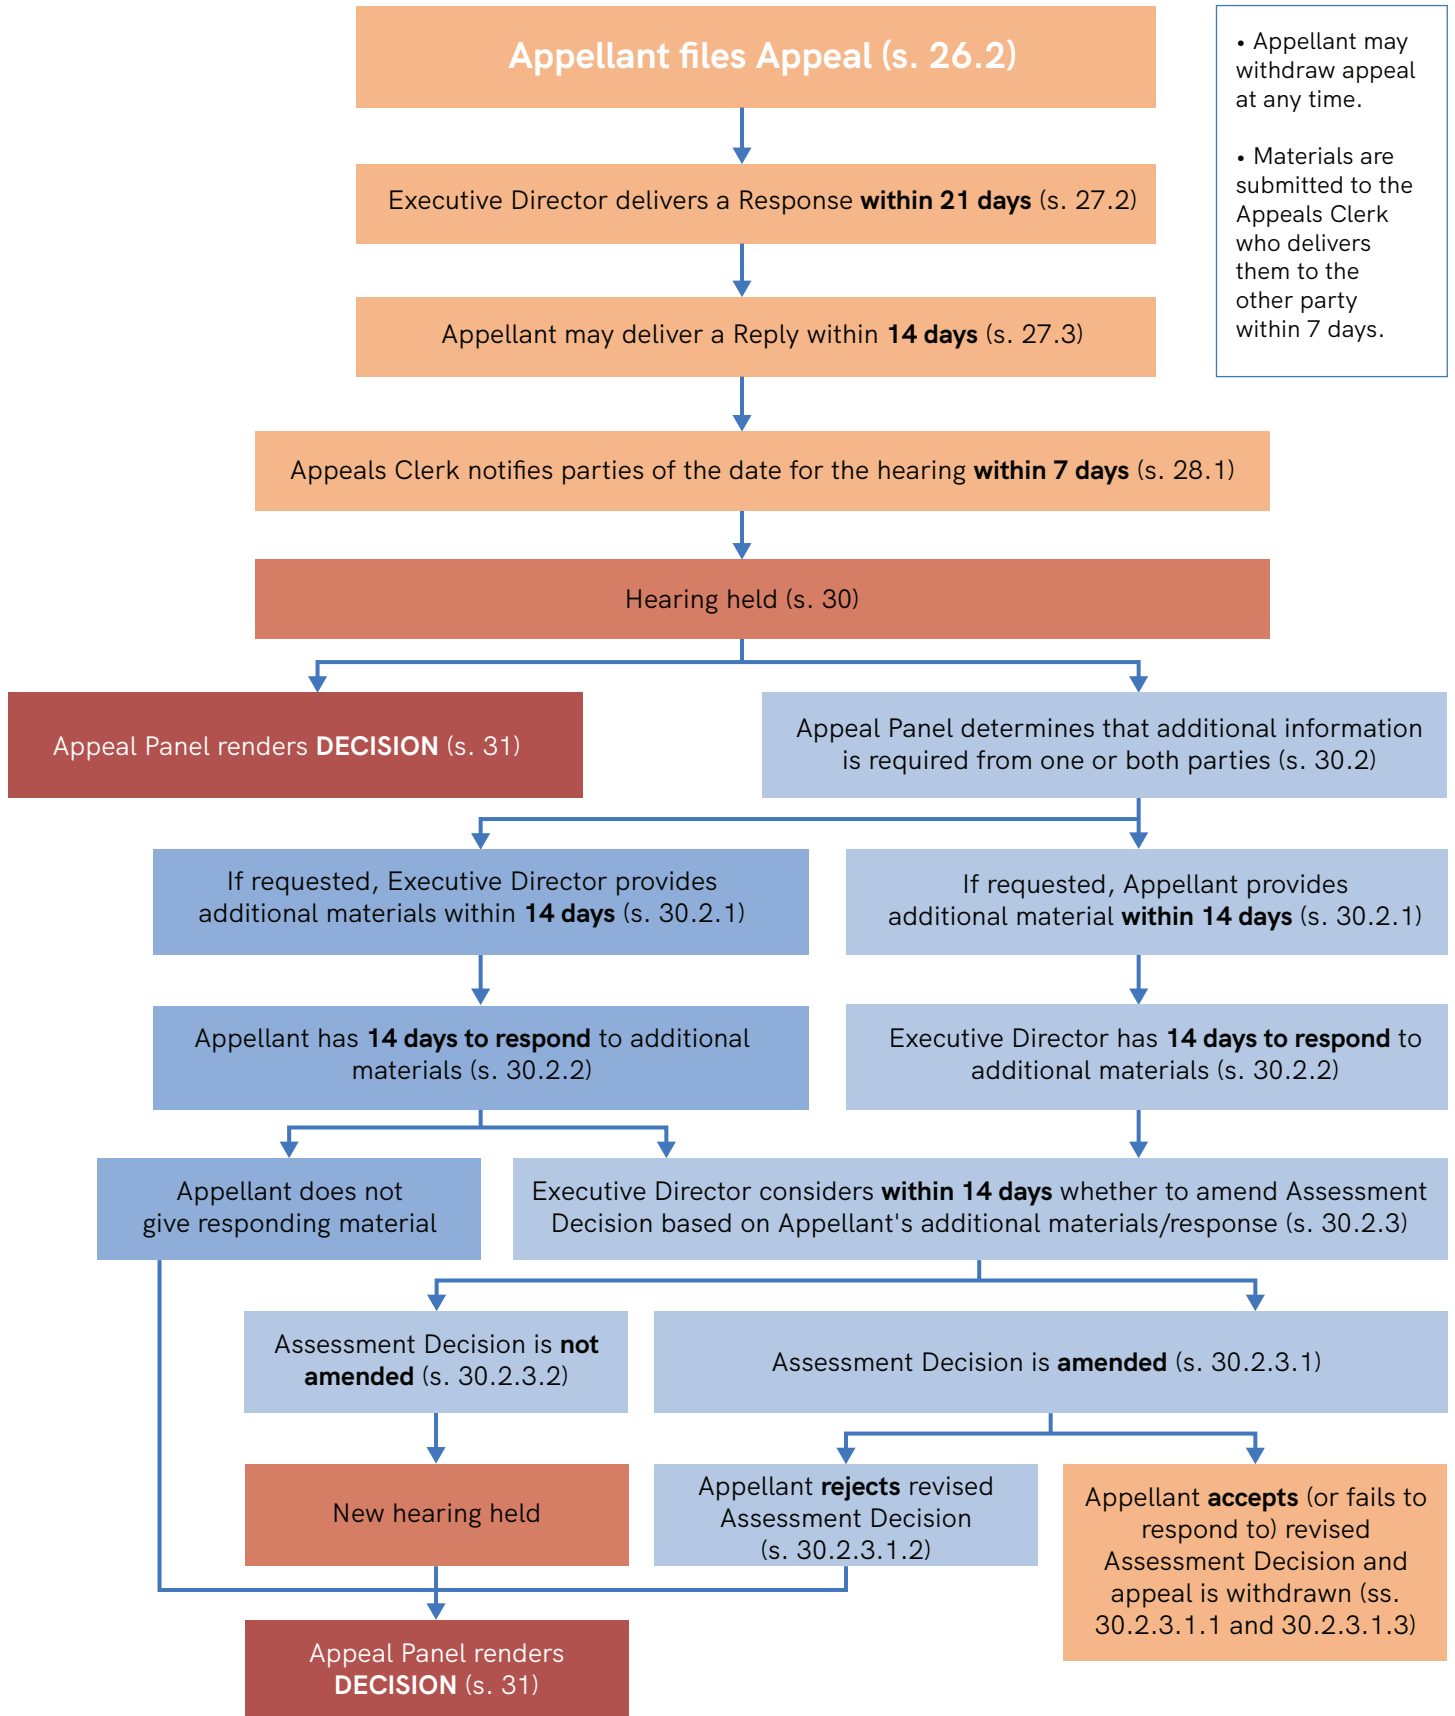 Appellant files Appeal (s. 26.2)
• Appellant may
withdraw appeal
at any time.
• Materials are
submitted to the
Appeals Clerk
who delivers
them to the
other party
within 7 days.
Executive Director delivers a Response within 21 days (s. 27.2)
Appellant may deliver a Reply within 14 days (s. 27.3)
Appeals Clerk notifies parties of the date for the hearing within 7 days (s. 28.1)
Hearing held (s. 30)
Appeal Panel renders DECISION (s. 31)
Appeal Panel determines that additional information
is required from one or both parties (s. 30.2)
If requested, Executive Director provides
additional materials within 14 days (s. 30.2.1)
If requested, Appellant provides
additional material within 14 days (s. 30.2.1)
Appellant has 14 days to respond to additional
materials (s. 30.2.2)
Executive Director has 14 days to respond to
additional materials (s. 30.2.2)
Appellant does not
give responding material
Executive Director considers within 14 days whether to amend Assessment
Decision based on Appellant's additional materials/response (s. 30.2.3)
Assessment Decision is not
amended (s. 30.2.3.2)
Assessment Decision is amended (s. 30.2.3.1)
New hearing held
Appellant rejects revised
Assessment Decision
(s. 30.2.3.1.2)
Appellant accepts (or fails to
respond to) revised
Assessment Decision and
appeal is withdrawn (ss.
30.2.3.1.1 and 30.2.3.1.3)
Appeal Panel renders
DECISION (s. 31)